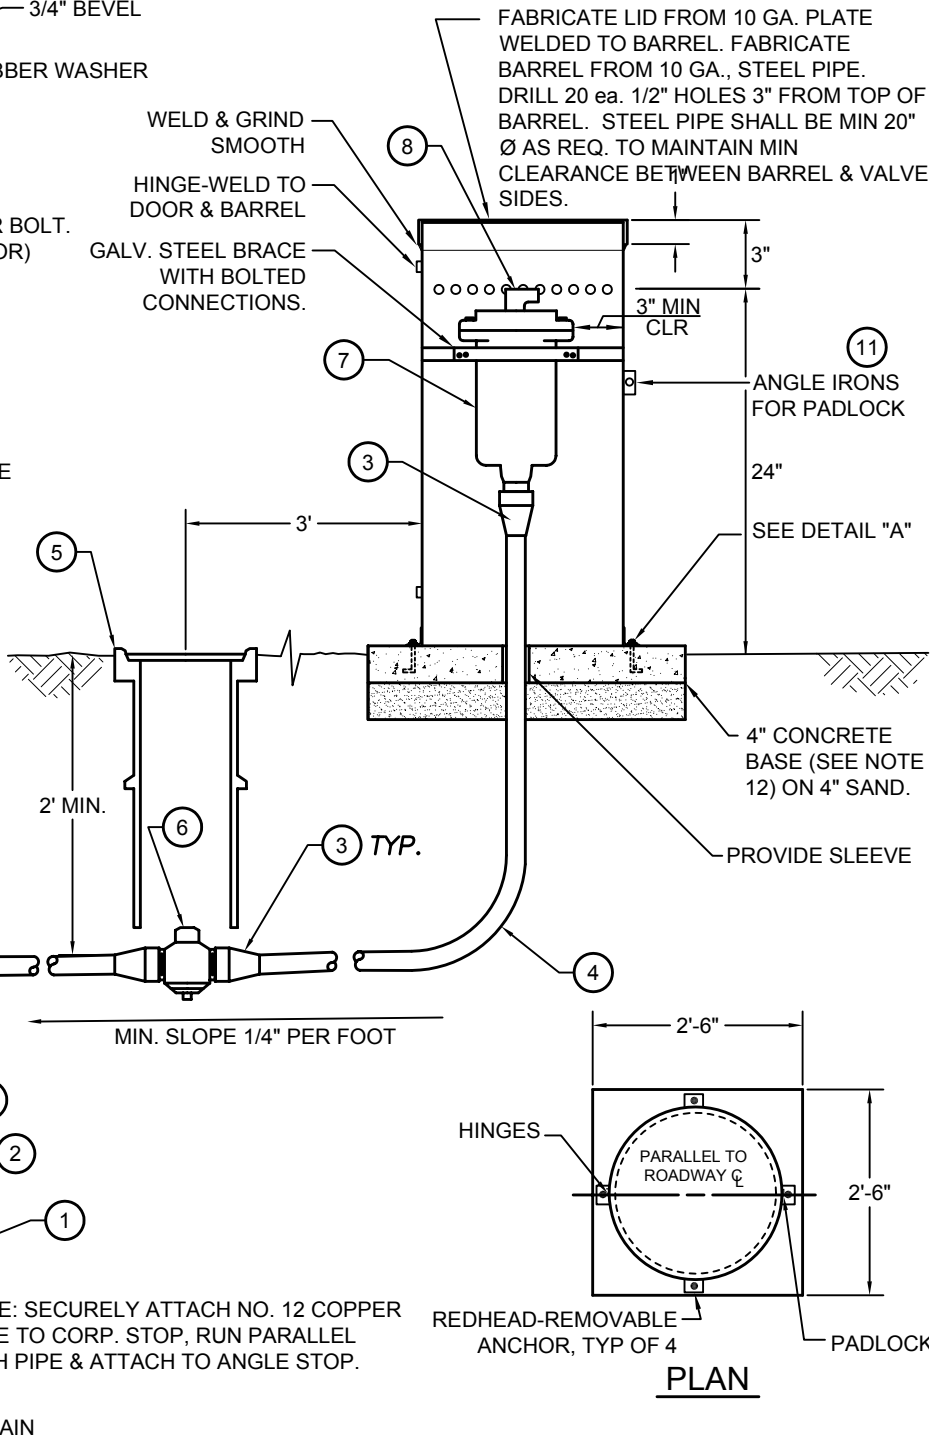 3/4" BEVEL
BBER WASHER
R BOLT.
OR)
E
FABRICATE LID FROM 10 GA. PLATE
WELDED TO BARREL. FABRICATE
BARREL FROM 10 GA., STEEL PIPE.
DRILL 20 ea. 1/2" HOLES 3" FROM TOP OF
BARREL. STEEL PIPE SHALL BE MIN 20"
Ø AS REQ. TO MAINTAIN MIN
CLEARANCE BETWEEN BARREL & VALVE
SIDES.
1"
WELD & GRIND
SMOOTH
8
HINGE-WELD TO
DOOR & BARREL
GALV. STEEL BRACE
WITH BOLTED
CONNECTIONS.
3"
3" MIN
CLR
7
11
ANGLE IRONS
FOR PADLOCK
3
24"
3'
SEE DETAIL "A"
5
4" CONCRETE
BASE (SEE NOTE
12) ON 4" SAND.
2' MIN.
6
3 TYP.
PROVIDE SLEEVE
4
MIN. SLOPE 1/4" PER FOOT
2
1
2'-6"
HINGES
PARALLEL TO
ROADWAY ℄
2'-6"
REDHEAD-REMOVABLE
ANCHOR, TYP OF 4
PADLOCK
PLAN
E: SECURELY ATTACH NO. 12 COPPER
E TO CORP. STOP, RUN PARALLEL
H PIPE & ATTACH TO ANGLE STOP.
AIN